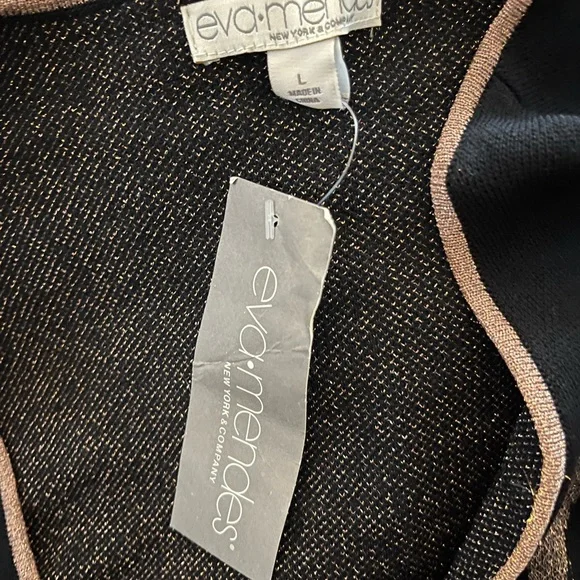 eva·mendes
NEW YORK & COMPANY
L
MADE IN
CHINA
eva·mendes®
NEW YORK & COMPANY